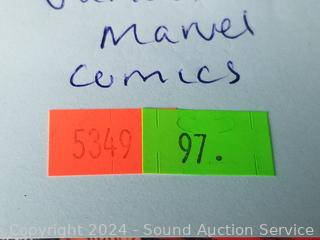 Marvel
comics
5349 97.
Copyright 2024 - Sound Auction Service